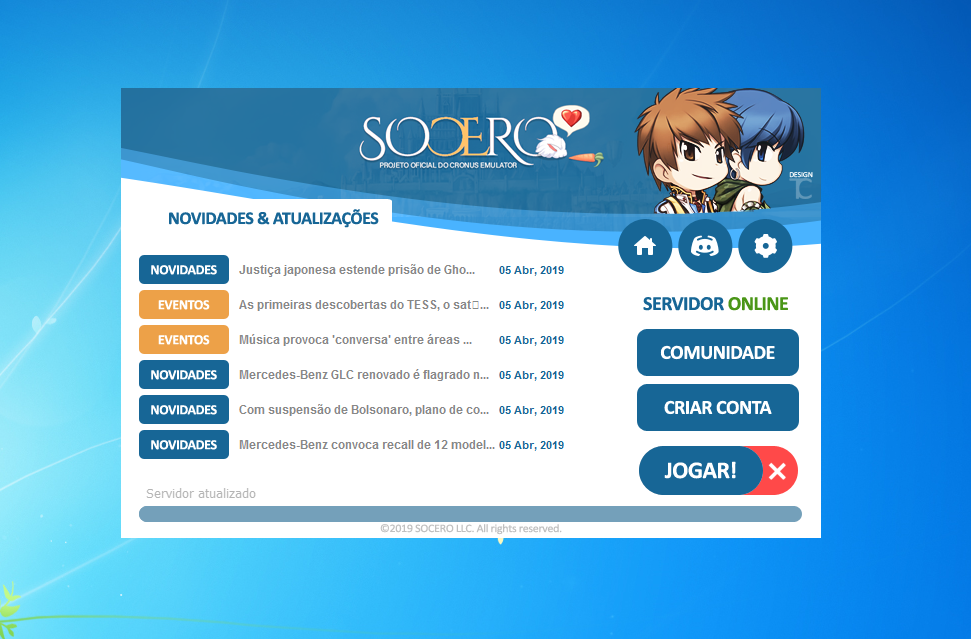 SOCERO
PROJETO OFICIAL DO CRONUS EMULATOR
DESIGN
TC
NOVIDADES & ATUALIZAÇÕES
NOVIDADES Justiça japonesa estende prisão de Gho... 05 Abr, 2019
EVENTOS As primeiras descobertas do TESS, o sat▯... 05 Abr, 2019
EVENTOS Música provoca 'conversa' entre áreas ... 05 Abr, 2019
NOVIDADES Mercedes-Benz GLC renovado é flagrado n... 05 Abr, 2019
NOVIDADES Com suspensão de Bolsonaro, plano de co... 05 Abr, 2019
NOVIDADES Mercedes-Benz convoca recall de 12 model... 05 Abr, 2019
SERVIDOR ONLINE
COMUNIDADE
CRIAR CONTA
JOGAR!
Servidor atualizado
©2019 SOCERO LLC. All rights reserved.